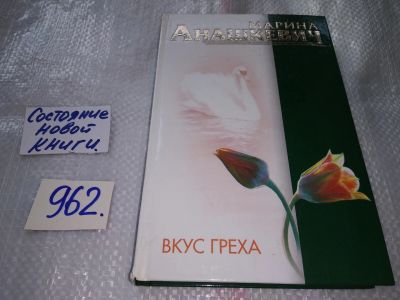 МАРИНА
АНАШКЕВИЧ
ВКУС ГРЕХА
Состояние
новой
книги.
962.